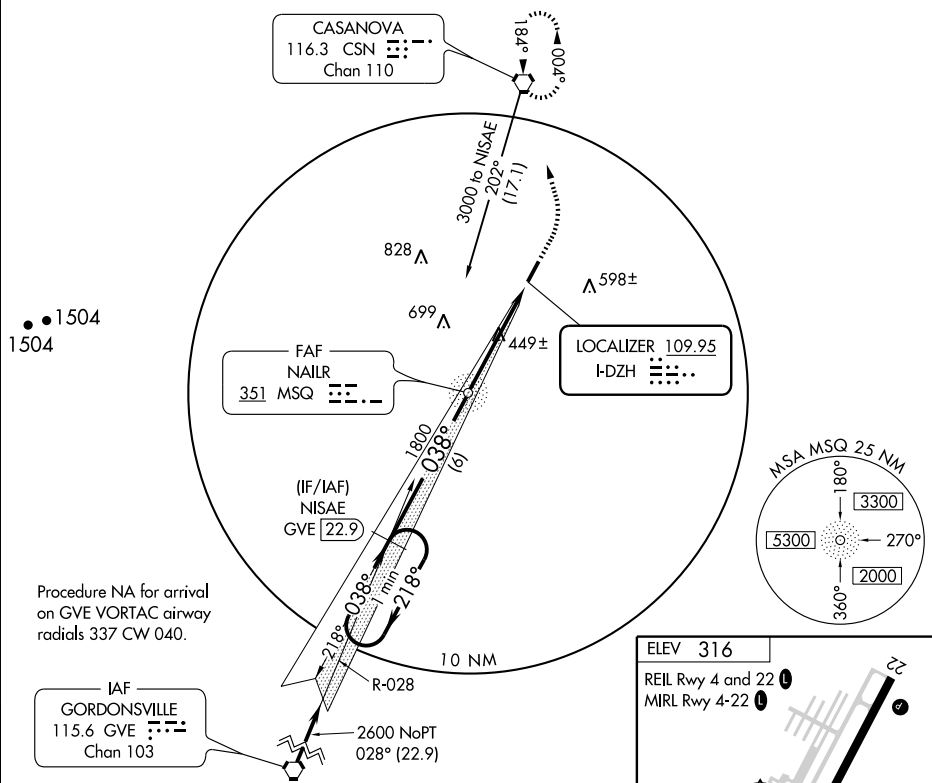 CASANOVA
116.3 CSN
Chan 110
184°
004°
3000 to NISAE
202°
(17.1)
828
598±
699
1504
1504
449±
FAF
NAILR
351 MSQ
LOCALIZER 109.95
I-DZH
1800
038°
(6)
(IF/IAF)
NISAE
GVE 22.9
MSA MSQ 25 NM
180°
3300
5300
270°
2000
360°
038°
1 min
218°
218°
Procedure NA for arrival
on GVE VORTAC airway
radials 337 CW 040.
10 NM
R-028
IAF
GORDONSVILLE
115.6 GVE
Chan 103
2600 NoPT
028° (22.9)
ELEV 316
REIL Rwy 4 and 22 L
MIRL Rwy 4-22 L
22
P